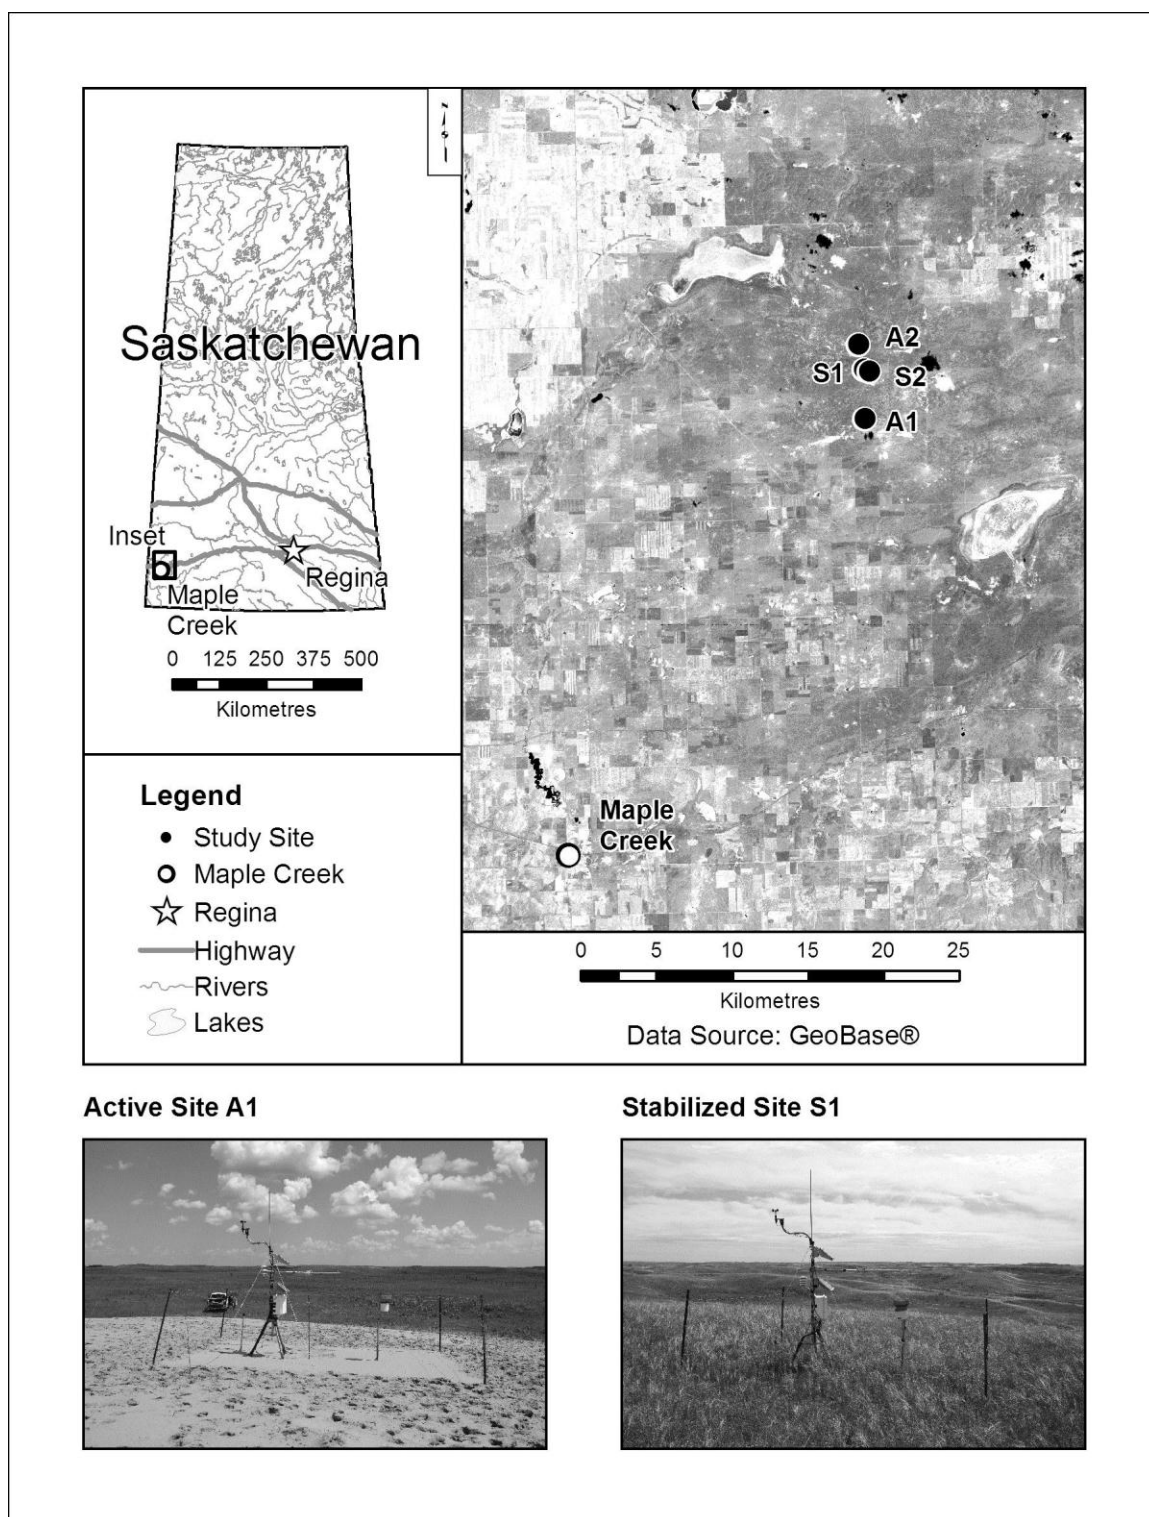 N
Saskatchewan
Inset
Regina
Maple
Creek
0 125 250 375 500
Kilometres
A2
S1 S2
A1
Maple
Creek
Legend
Study Site
Maple Creek
Regina
Highway
Rivers
Lakes
0 5 10 15 20 25
Kilometres
Data Source: GeoBase®
Active Site A1
Stabilized Site S1